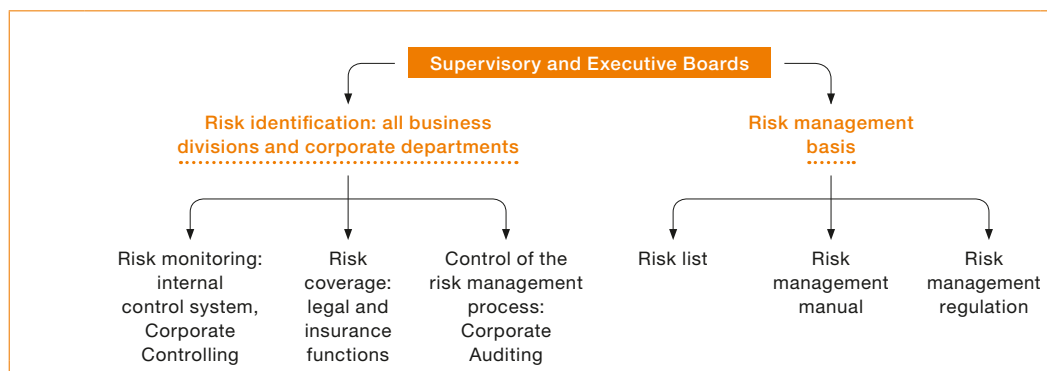 Supervisory and Executive Boards
Risk identification: all business
divisions and corporate departments
Risk management
basis
Risk monitoring:
internal
control system,
Corporate
Controlling
Risk
coverage:
legal and
insurance
functions
Control of the
risk management
process:
Corporate
Auditing
Risk list
Risk
management
manual
Risk
management
regulation